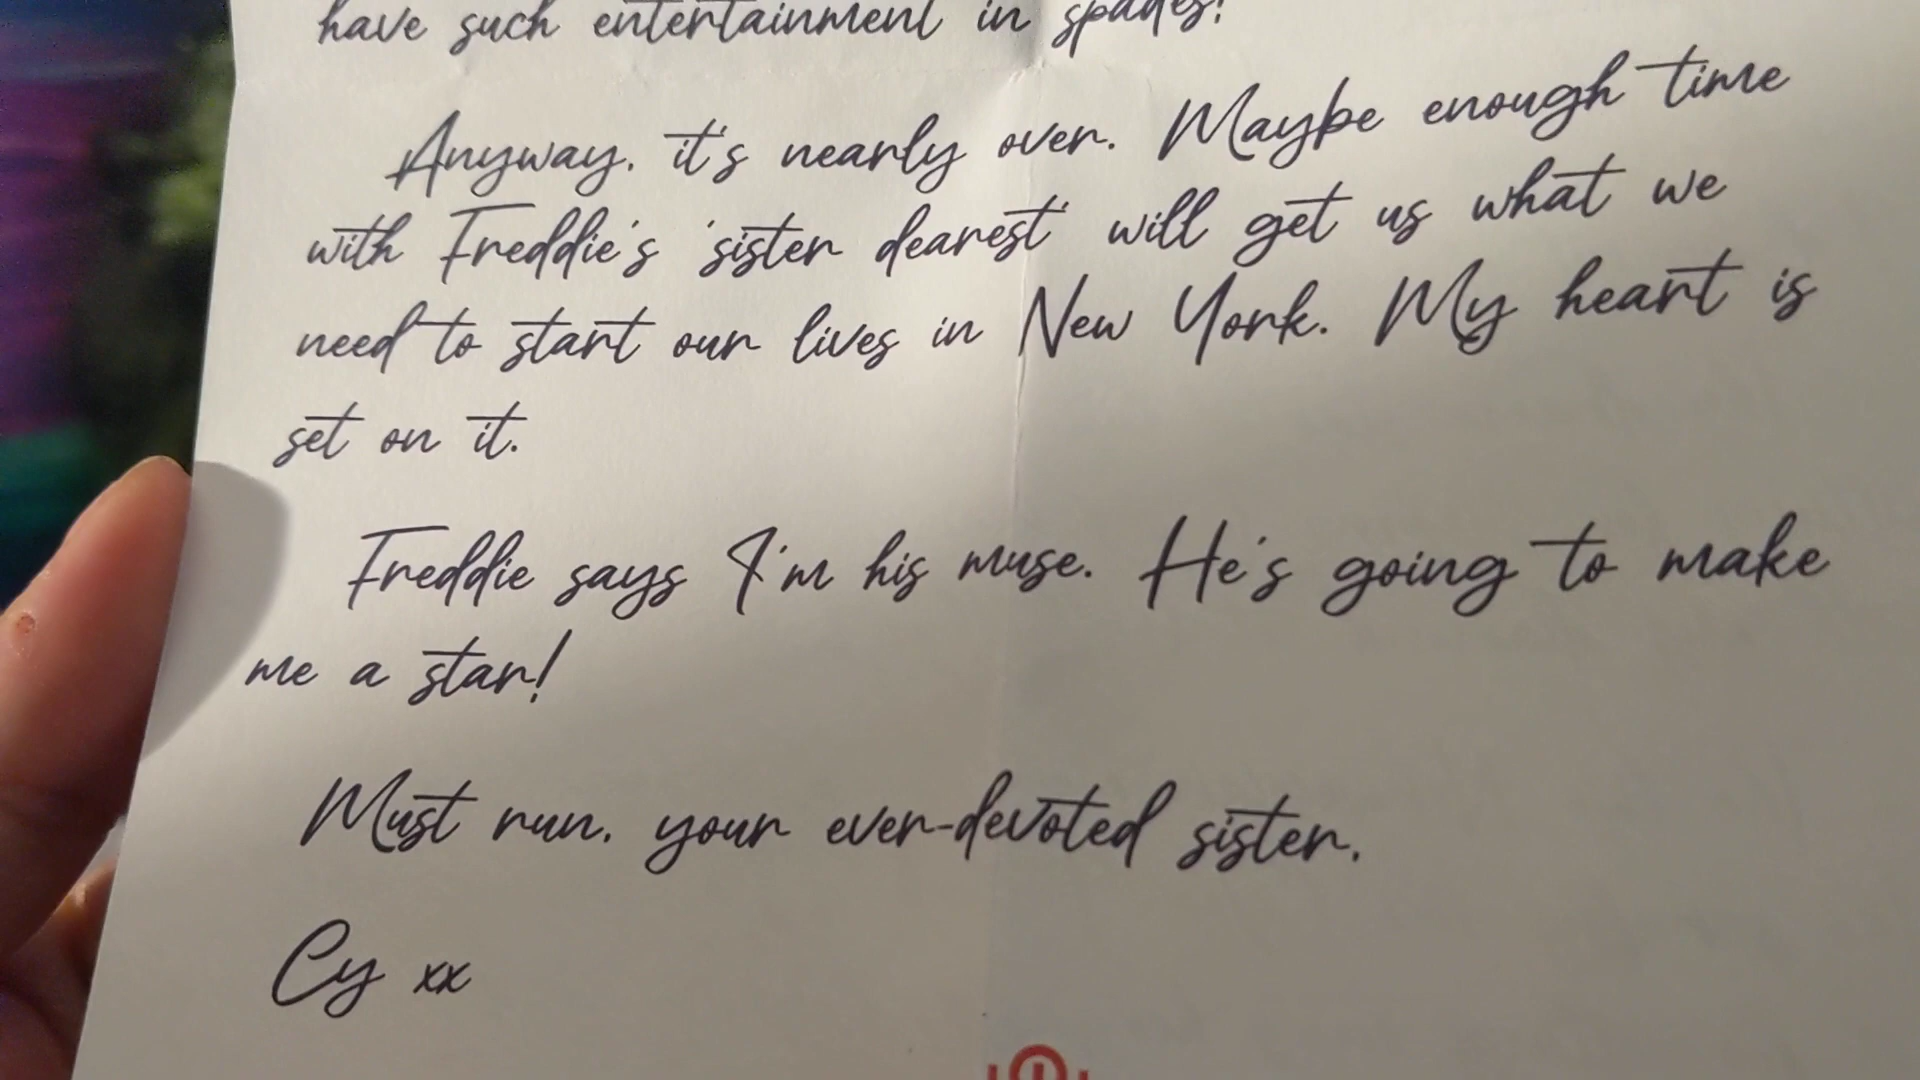 have such entertainment in spades!
Anyway, it's nearly over. Maybe enough time
with Freddie's 'sister dearest' will get us what we
need to start our lives in New York. My heart is
set on it.
Freddie says I'm his muse. He's going to make
me a star!
Must run, your ever-devoted sister,
Cy xx